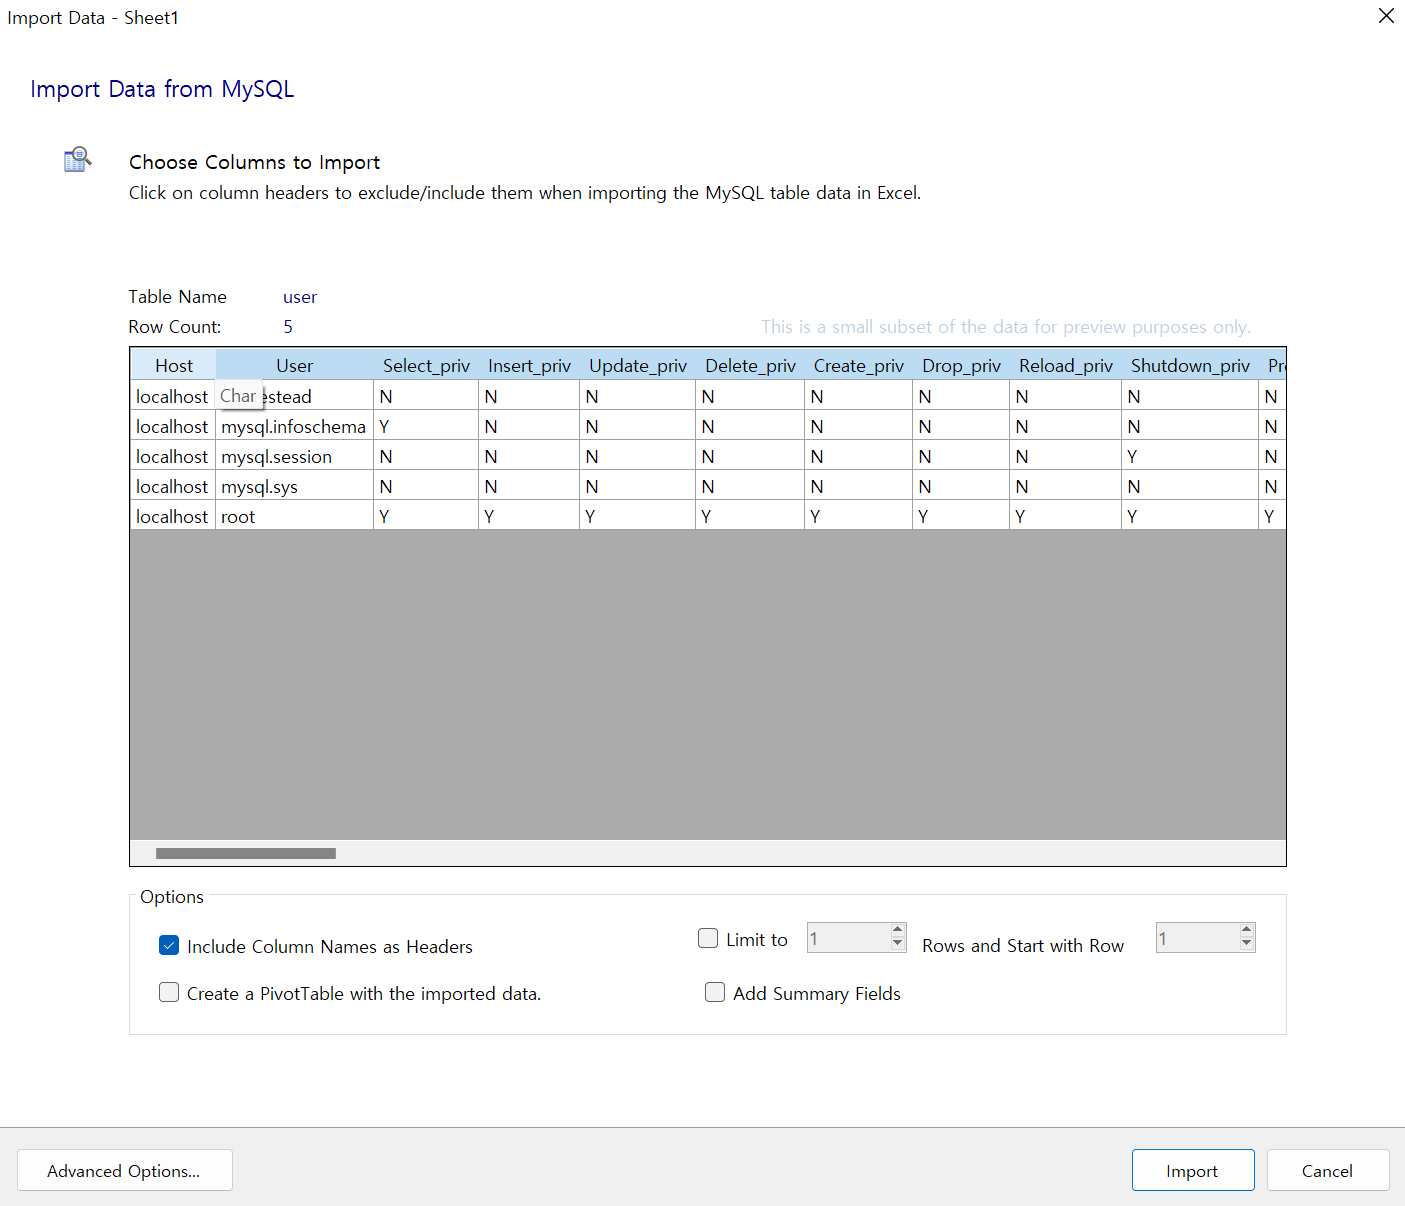 Import Data - Sheet1
Import Data from MySQL
Choose Columns to Import
Click on column headers to exclude/include them when importing the MySQL table data in Excel.
Table Name user
Row Count: 5
This is a small subset of the data for preview purposes only.
Host User Select_priv Insert_priv Update_priv Delete_priv Create_priv Drop_priv Reload_priv Shutdown_priv
localhost Char estead N N N N N N N N N
localhost mysql.infoschema Y N N N N N N N N
localhost mysql.session N N N N N N N Y N
localhost mysql.sys N N N N N N N N N
localhost root Y Y Y Y Y Y Y Y Y
Options
Include Column Names as Headers
Limit to 1 Rows and Start with Row 1
Create a PivotTable with the imported data.
Add Summary Fields
Advanced Options...
Import
Cancel